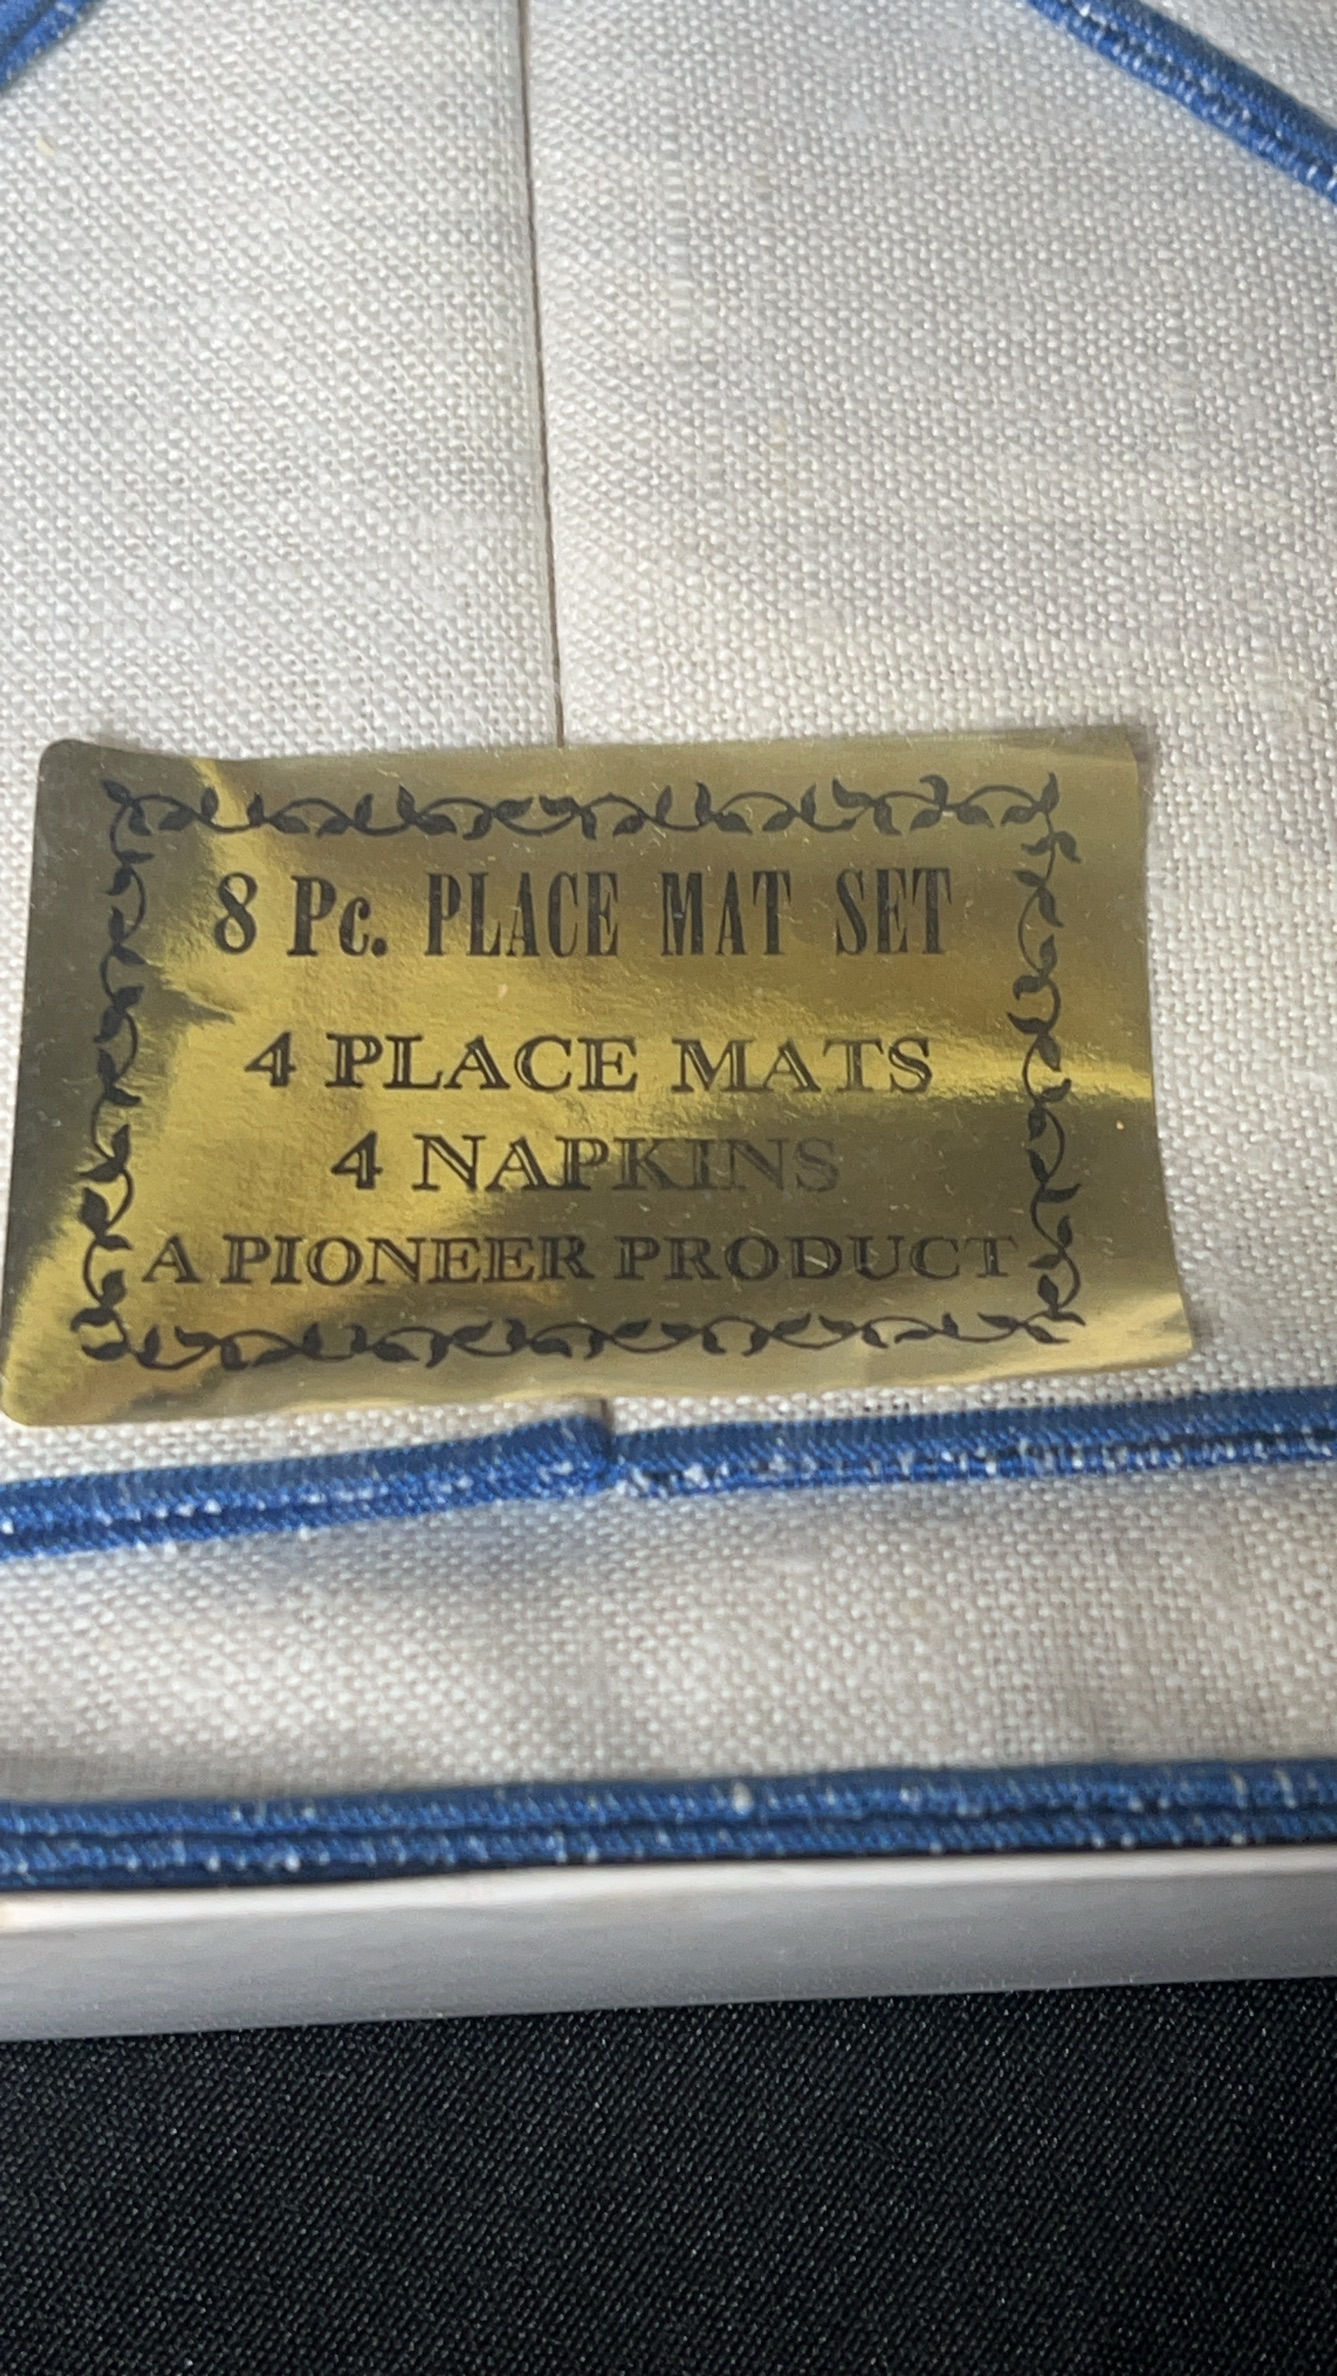 8 Pc. PLACE MAT SET
4 PLACE MATS
4 NAPKINS
A PIONEER PRODUCT